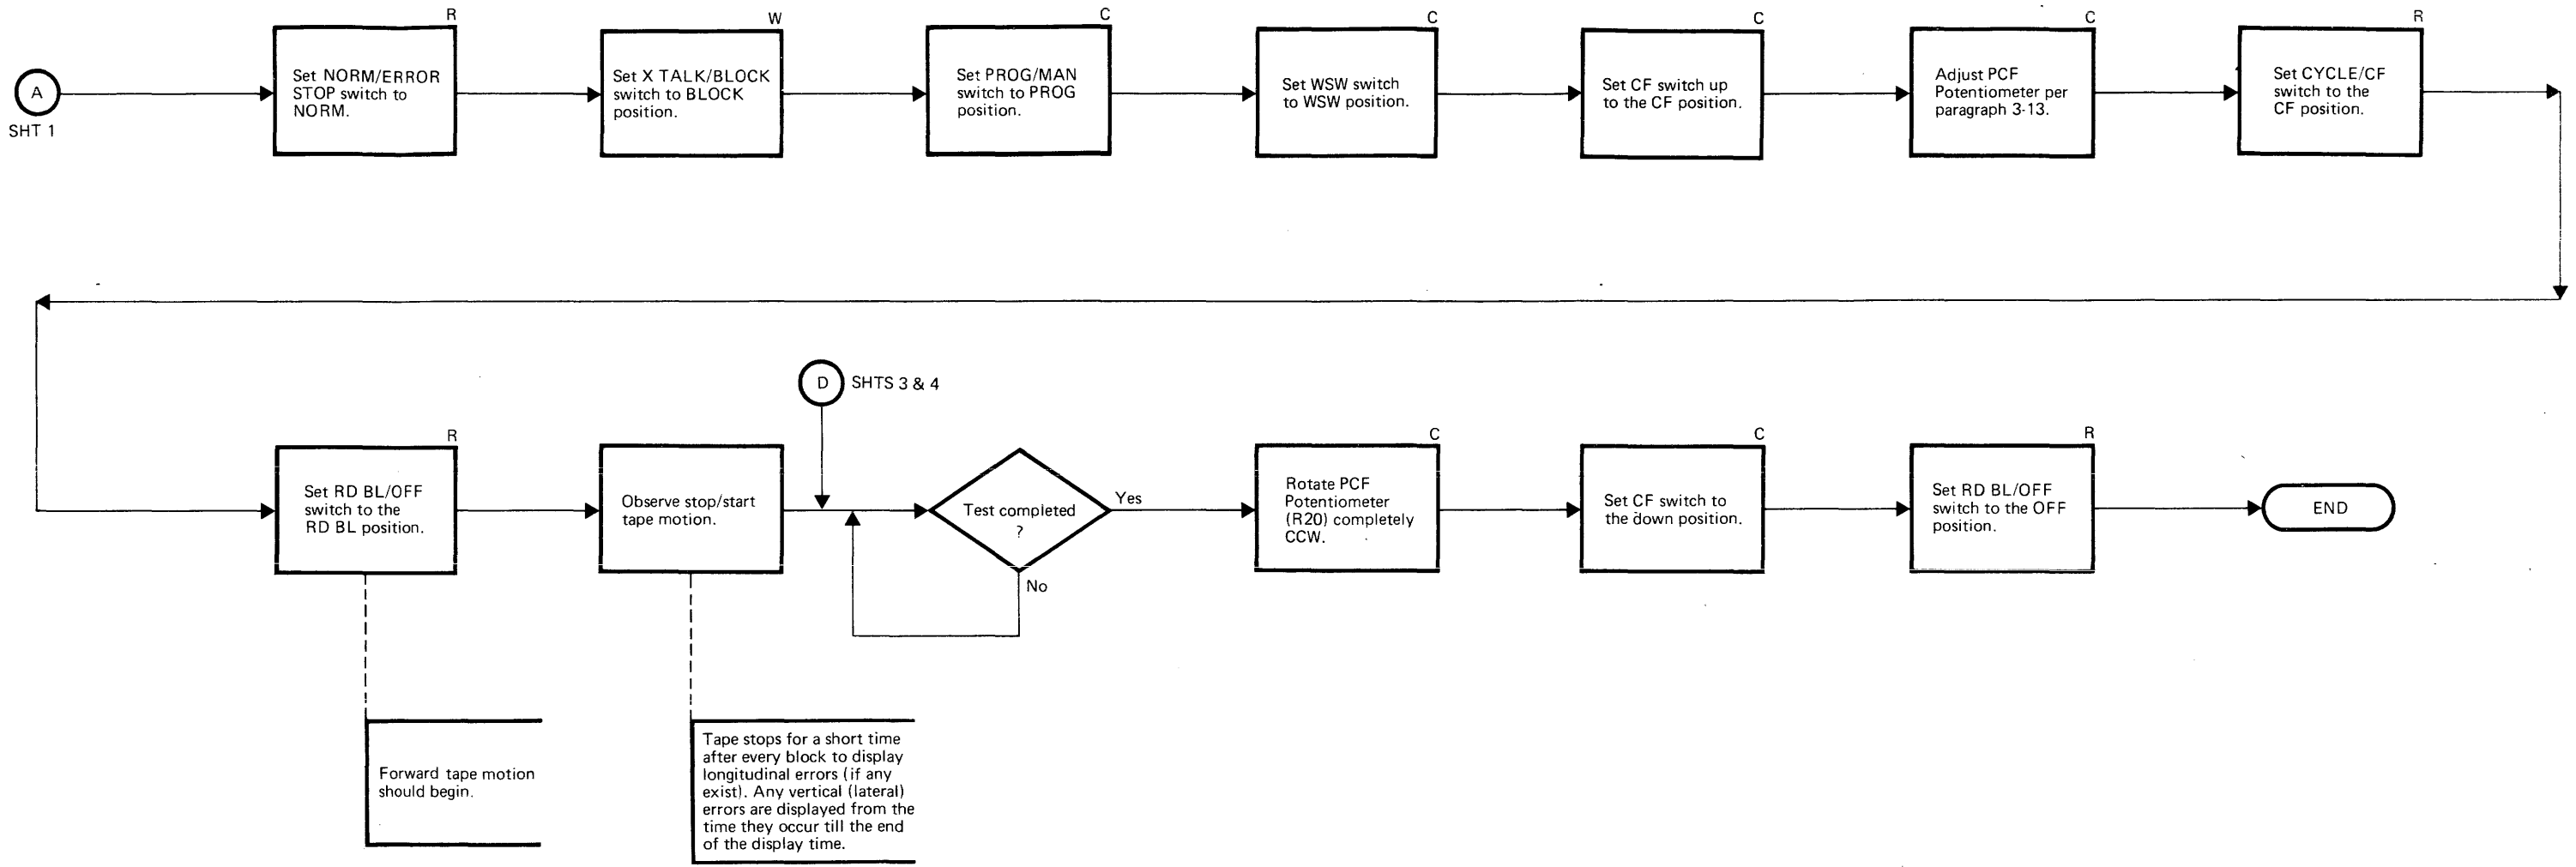 A
SHT 1
R
Set NORM/ERROR
STOP switch to
NORM.
W
Set X TALK/BLOCK
switch to BLOCK
position.
C
Set PROG/MAN
switch to PROG
position.
C
Set WSW switch
to WSW position.
C
Set CF switch up
to the CF position.
C
Adjust PCF
Potentiometer per
paragraph 3-13.
R
Set CYCLE/CF
switch to the
CF position.
R
Set RD BL/OFF
switch to the
RD BL position.
Observe stop/start
tape motion.
D
SHTS 3 & 4
Test completed
?
Yes
No
C
Rotate PCF
Potentiometer
(R20) completely
CCW.
C
Set CF switch to
the down position.
R
Set RD BL/OFF
switch to the OFF
position.
END
Forward tape motion
should begin.
Tape stops for a short time
after every block to display
longitudinal errors (if any
exist). Any vertical (lateral)
errors are displayed from the
time they occur till the end
of the display time.